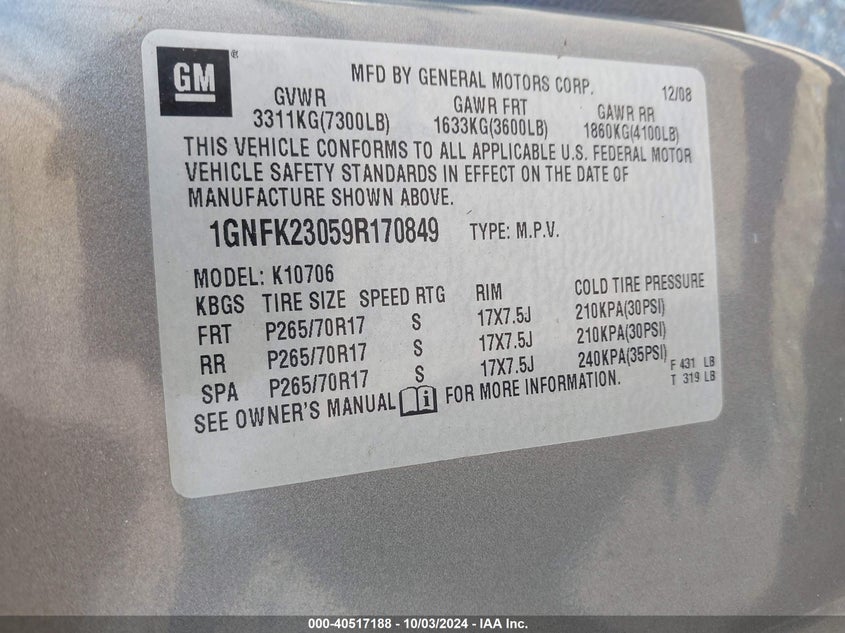 GM®
MFD BY GENERAL MOTORS CORP. 12/08
GVWR GAWR FRT GAWR RR
3311KG(7300LB) 1633KG(3600LB) 1860KG(4100LB)
THIS VEHICLE CONFORMS TO ALL APPLICABLE U.S. FEDERAL MOTOR
VEHICLE SAFETY STANDARDS IN EFFECT ON THE DATE OF
MANUFACTURE SHOWN ABOVE.
1GNFK23059R170849 TYPE: M.P.V.
MODEL: K10706
KBGS TIRE SIZE SPEED RTG RIM COLD TIRE PRESSURE
FRT P265/70R17 S 17X7.5J 210KPA(30PSI)
RR P265/70R17 S 17X7.5J 210KPA(30PSI)
SPA P265/70R17 S 17X7.5J 240KPA(35PSI)
F 431 LB
T 319 LB
SEE OWNER'S MANUAL i FOR MORE INFORMATION.
000-40517188 - 10/03/2024 - IAA Inc.